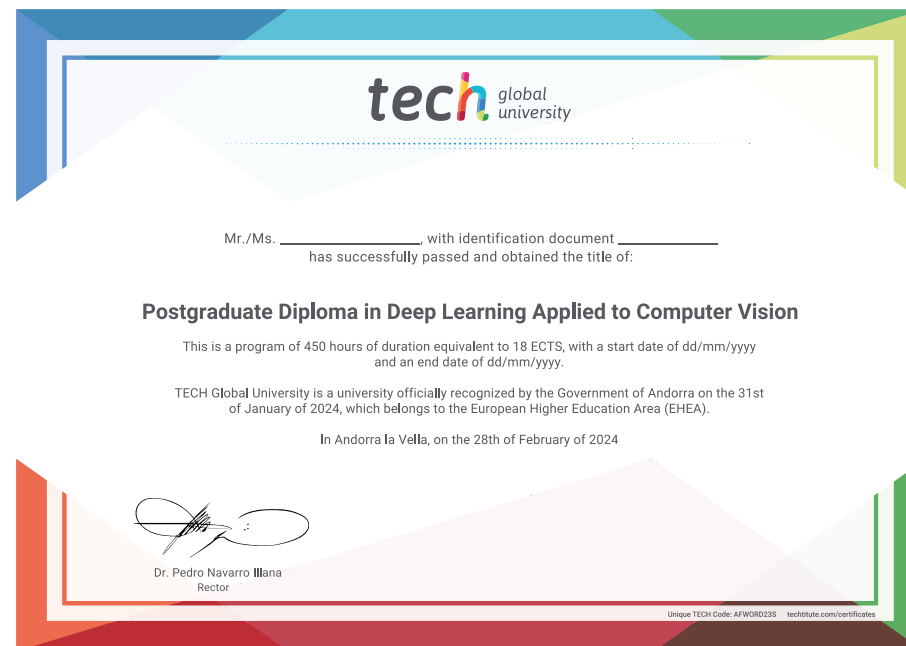 tech global university
Mr./Ms. ____________________, with identification document ______________
has successfully passed and obtained the title of:
Postgraduate Diploma in Deep Learning Applied to Computer Vision
This is a program of 450 hours of duration equivalent to 18 ECTS, with a start date of dd/mm/yyyy
and an end date of dd/mm/yyyy.
TECH Global University is a university officially recognized by the Government of Andorra on the 31st
of January of 2024, which belongs to the European Higher Education Area (EHEA).
In Andorra la Vella, on the 28th of February of 2024
Dr. Pedro Navarro Illana
Rector
Unique TECH Code: AFWORD23S techtitute.com/certificates